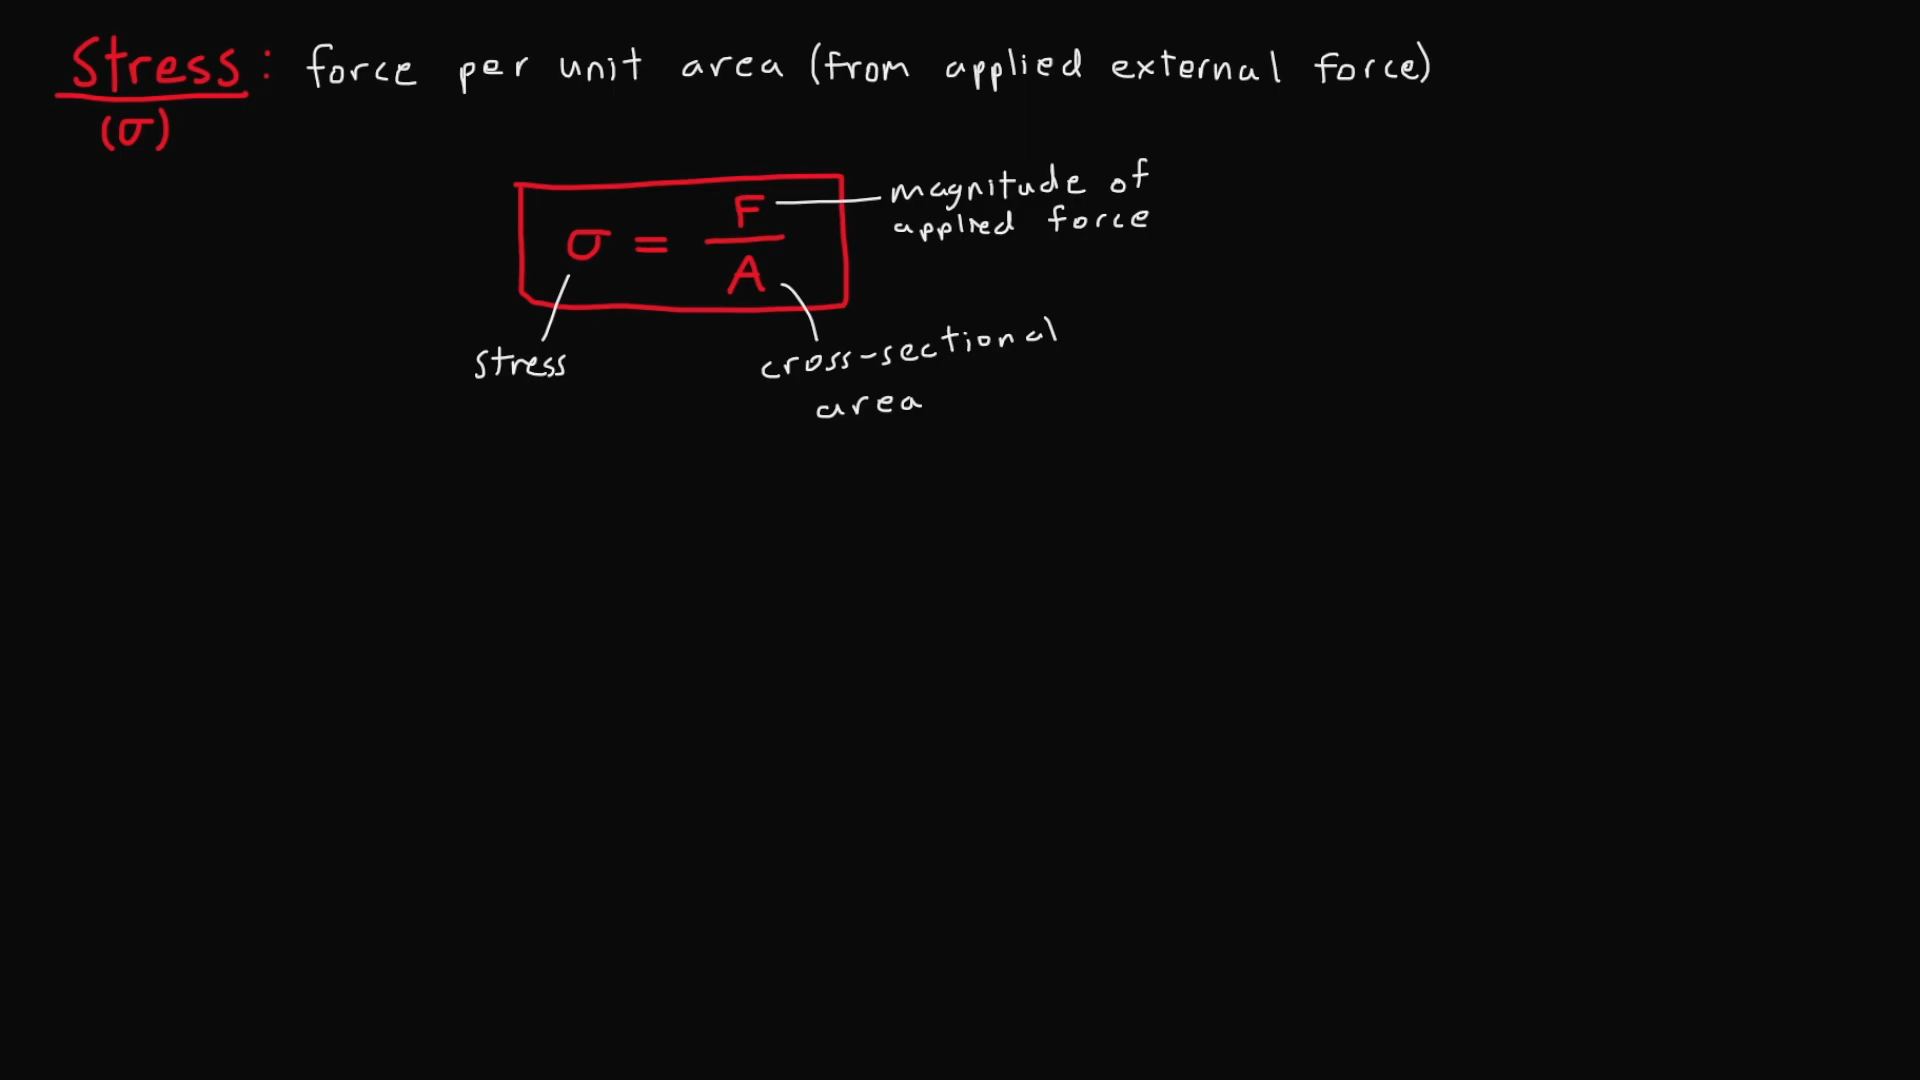 Stress: force per unit area (from applied external force)
(σ)
σ = F/A
magnitude of
applied force
stress
cross-sectional
area